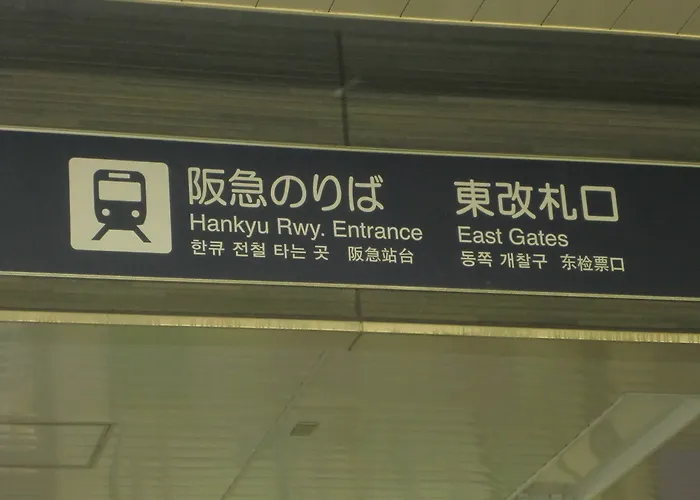 阪急のりば
Hankyu Rwy. Entrance
한큐 전철 타는 곳 阪急站台
東改札口
East Gates
동쪽 개찰구 东检票口